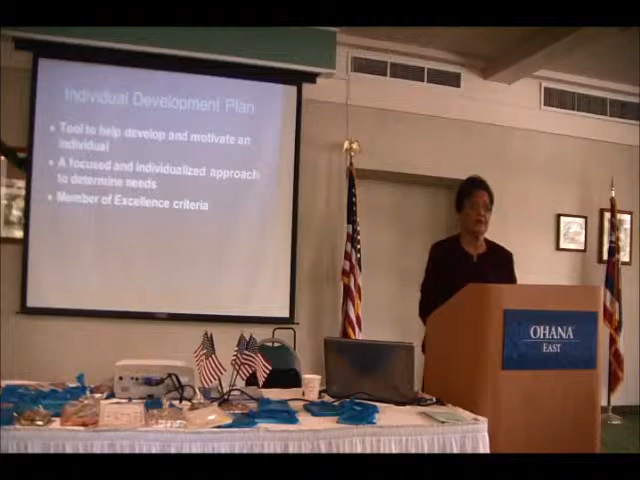 Individual Development Plan
• Tool to help develop and motivate an
individual
• A focused and individualized approach
to determine needs
• Member of Excellence criteria
OHANA
EAST